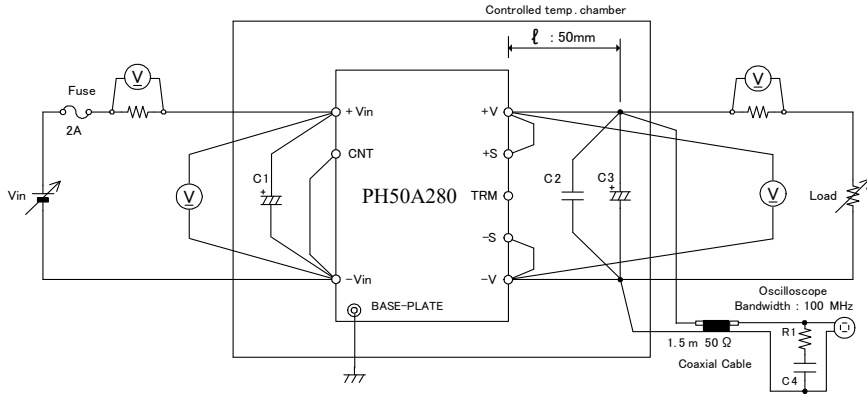 Controlled temp. chamber
ℓ : 50mm
V
Fuse
2A
V
+Vin
CNT
C1
+
V
Vin
-Vin
PH50A280
BASE-PLATE
+V
+S
TRM
-S
-V
C2
C3
+
V
Load
Oscilloscope
Bandwidth : 100 MHz
R1
1.5 m 50 Ω
Coaxial Cable
C4